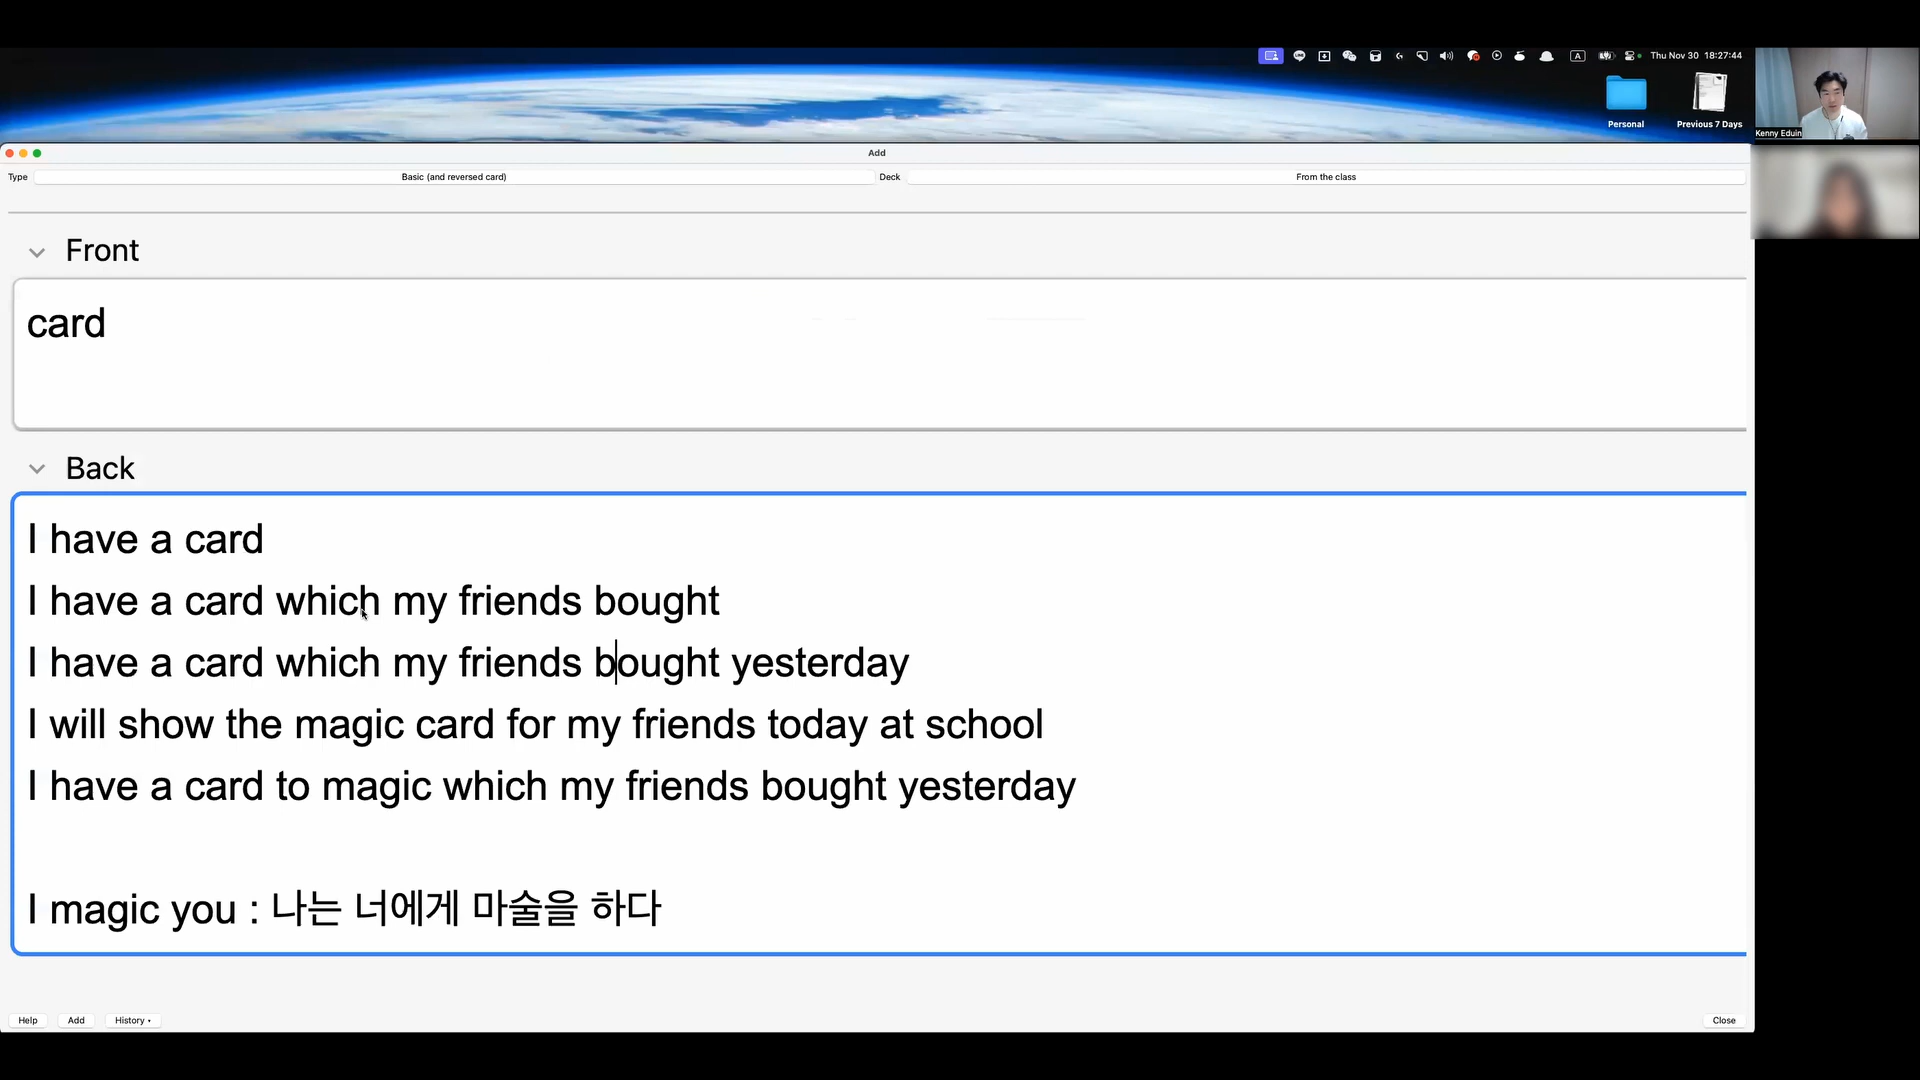 Thu Nov 30 18:27:44
Personal
Previous 7 Days
Kenny Eduin
Add
Type
Basic (and reversed card)
Deck
From the class
Front
card
Back
I have a card
I have a card which my friends bought
I have a card which my friends bought yesterday
I will show the magic card for my friends today at school
I have a card to magic which my friends bought yesterday
I magic you : 나는 너에게 마술을 하다
Help
Add
History
Close